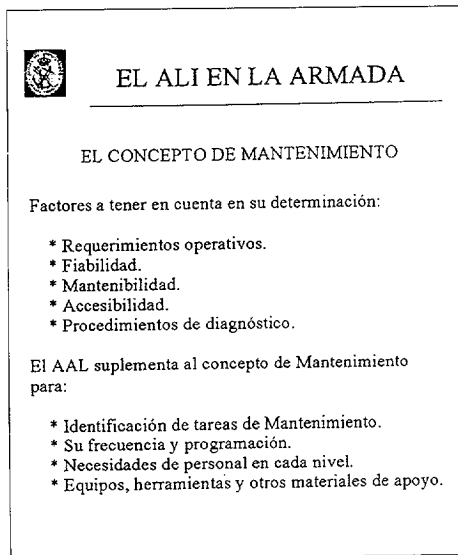 EL ALI EN LA ARMADA
EL CONCEPTO DE MANTENIMIENTO
Factores a tener en cuenta en su determinación:
* Requerimientos operativos.
* Fiabilidad.
* Mantenibilidad.
* Accesibilidad.
* Procedimientos de diagnóstico.
El AAL suplementa al concepto de Mantenimiento
para:
* Identificación de tareas de Mantenimiento.
* Su frecuencia y programación.
* Necesidades de personal en cada nivel.
* Equipos, herramientas y otros materiales de apoyo.